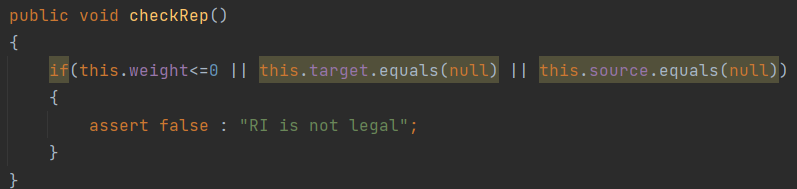 public void checkRep()
{
    if(this.weight<=0 || this.target.equals(null) || this.source.equals(null))
    {
        assert false : "RI is not legal";
    }
}